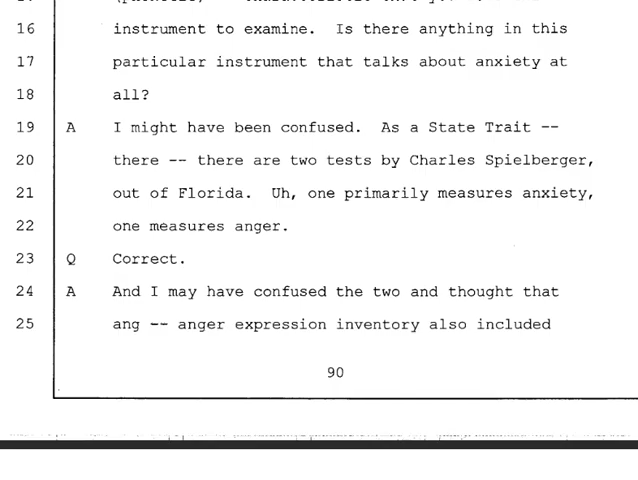 16 instrument to examine. Is there anything in this
17 particular instrument that talks about anxiety at
18 all?
19 A I might have been confused. As a State Trait --
20 there -- there are two tests by Charles Spielberger,
21 out of Florida. Uh, one primarily measures anxiety,
22 one measures anger.
23 Q Correct.
24 A And I may have confused the two and thought that
25 ang -- anger expression inventory also included
90